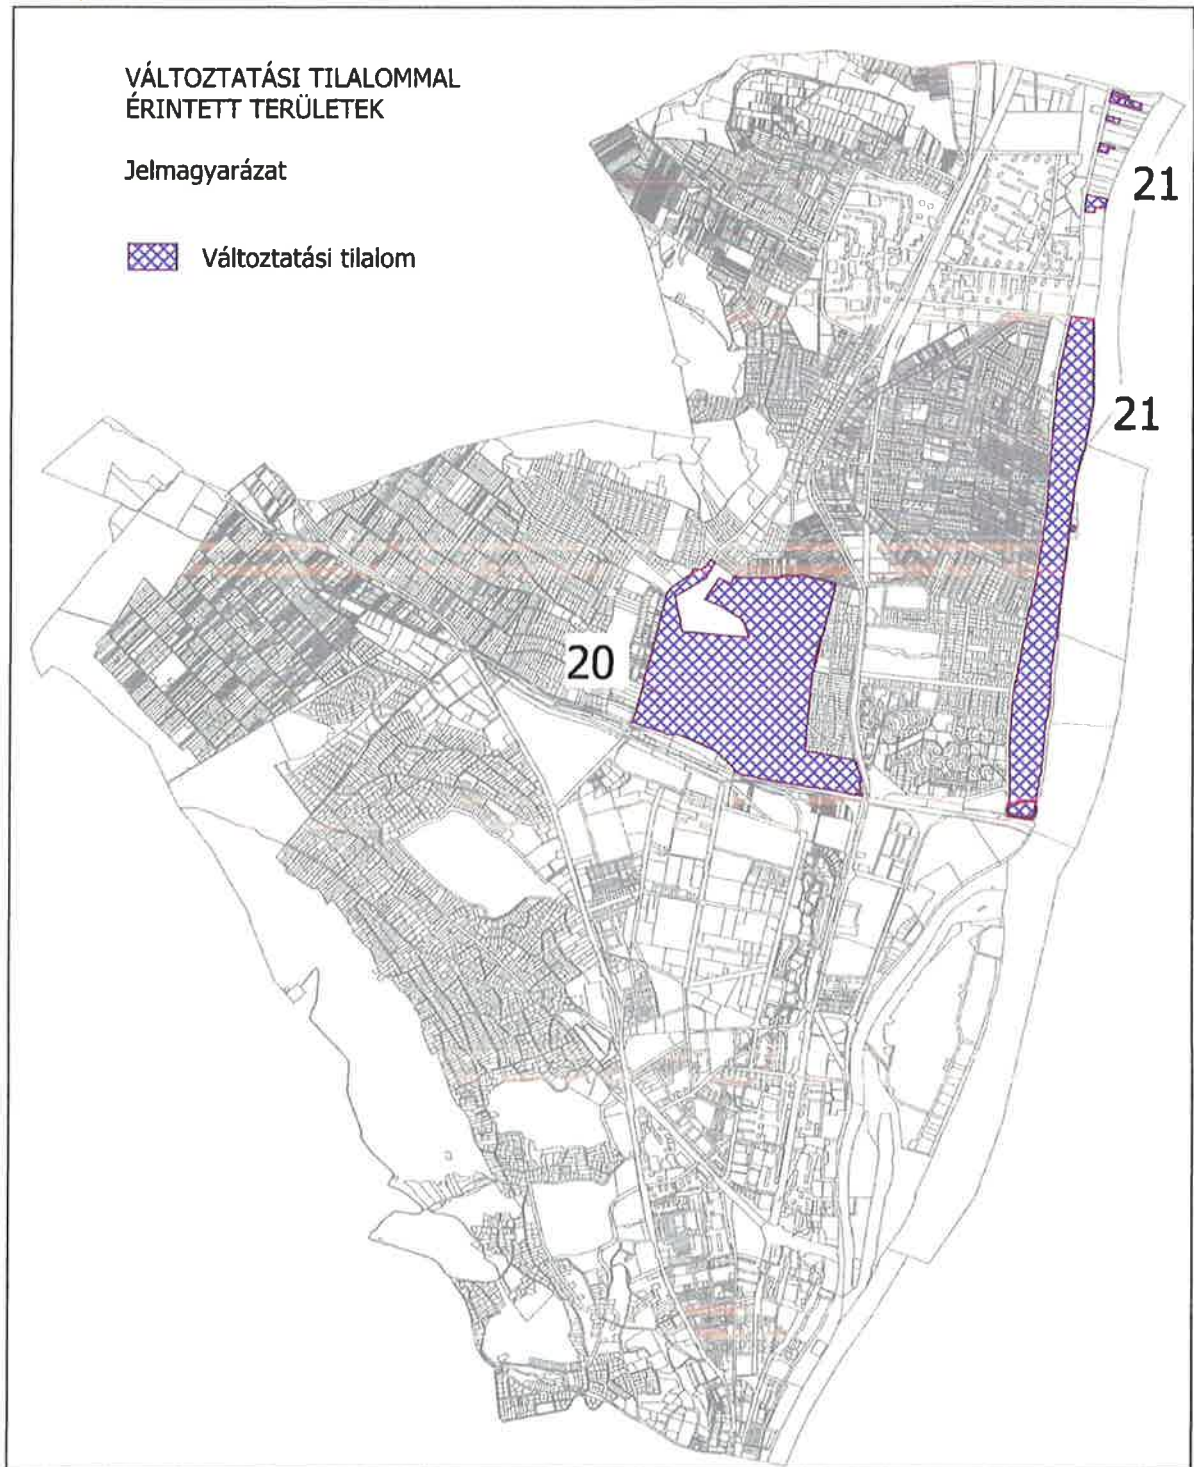 VÁLTOZTATÁSI TILALOMMAL
ÉRINTETT TERÜLETEK
Jelmagyarázat
Változtatási tilalom
21
21
20